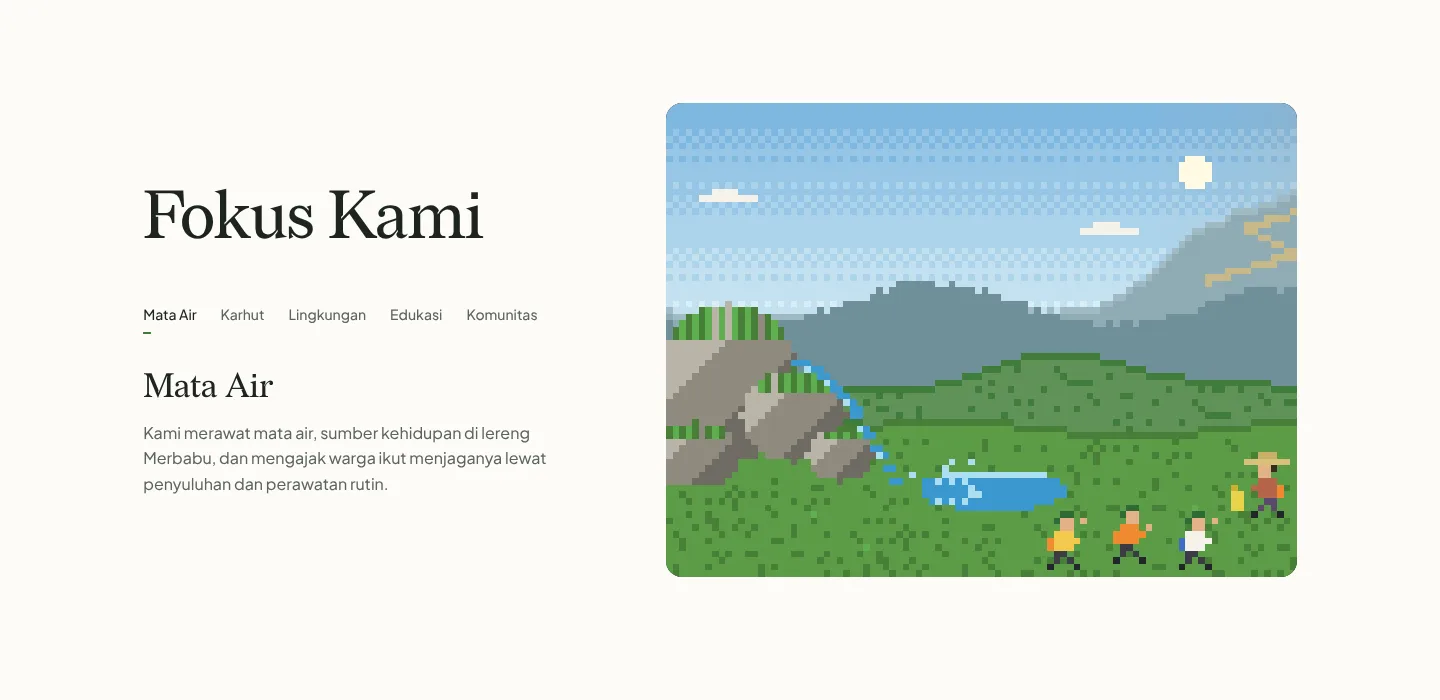 Fokus Kami
Mata Air Karhut Lingkungan Edukasi Komunitas
Mata Air
Kami merawat mata air, sumber kehidupan di lereng
Merbabu, dan mengajak warga ikut menjaganya lewat
penyuluhan dan perawatan rutin.